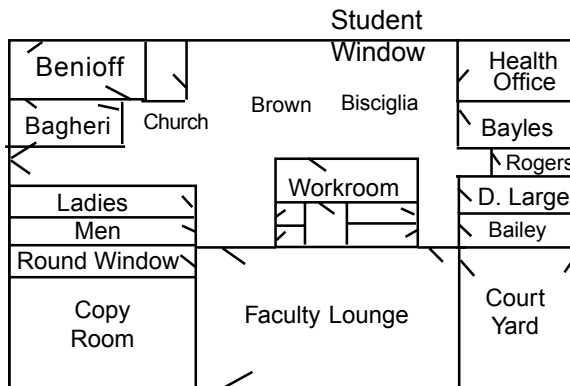 Student
Window
Benioff
Health
Office
Brown
Bisciglia
Church
Bagheri
Bayles
Rogers
Workroom
Ladies
D. Large
Men
Bailey
Round Window
Copy
Room
Faculty Lounge
Court
Yard